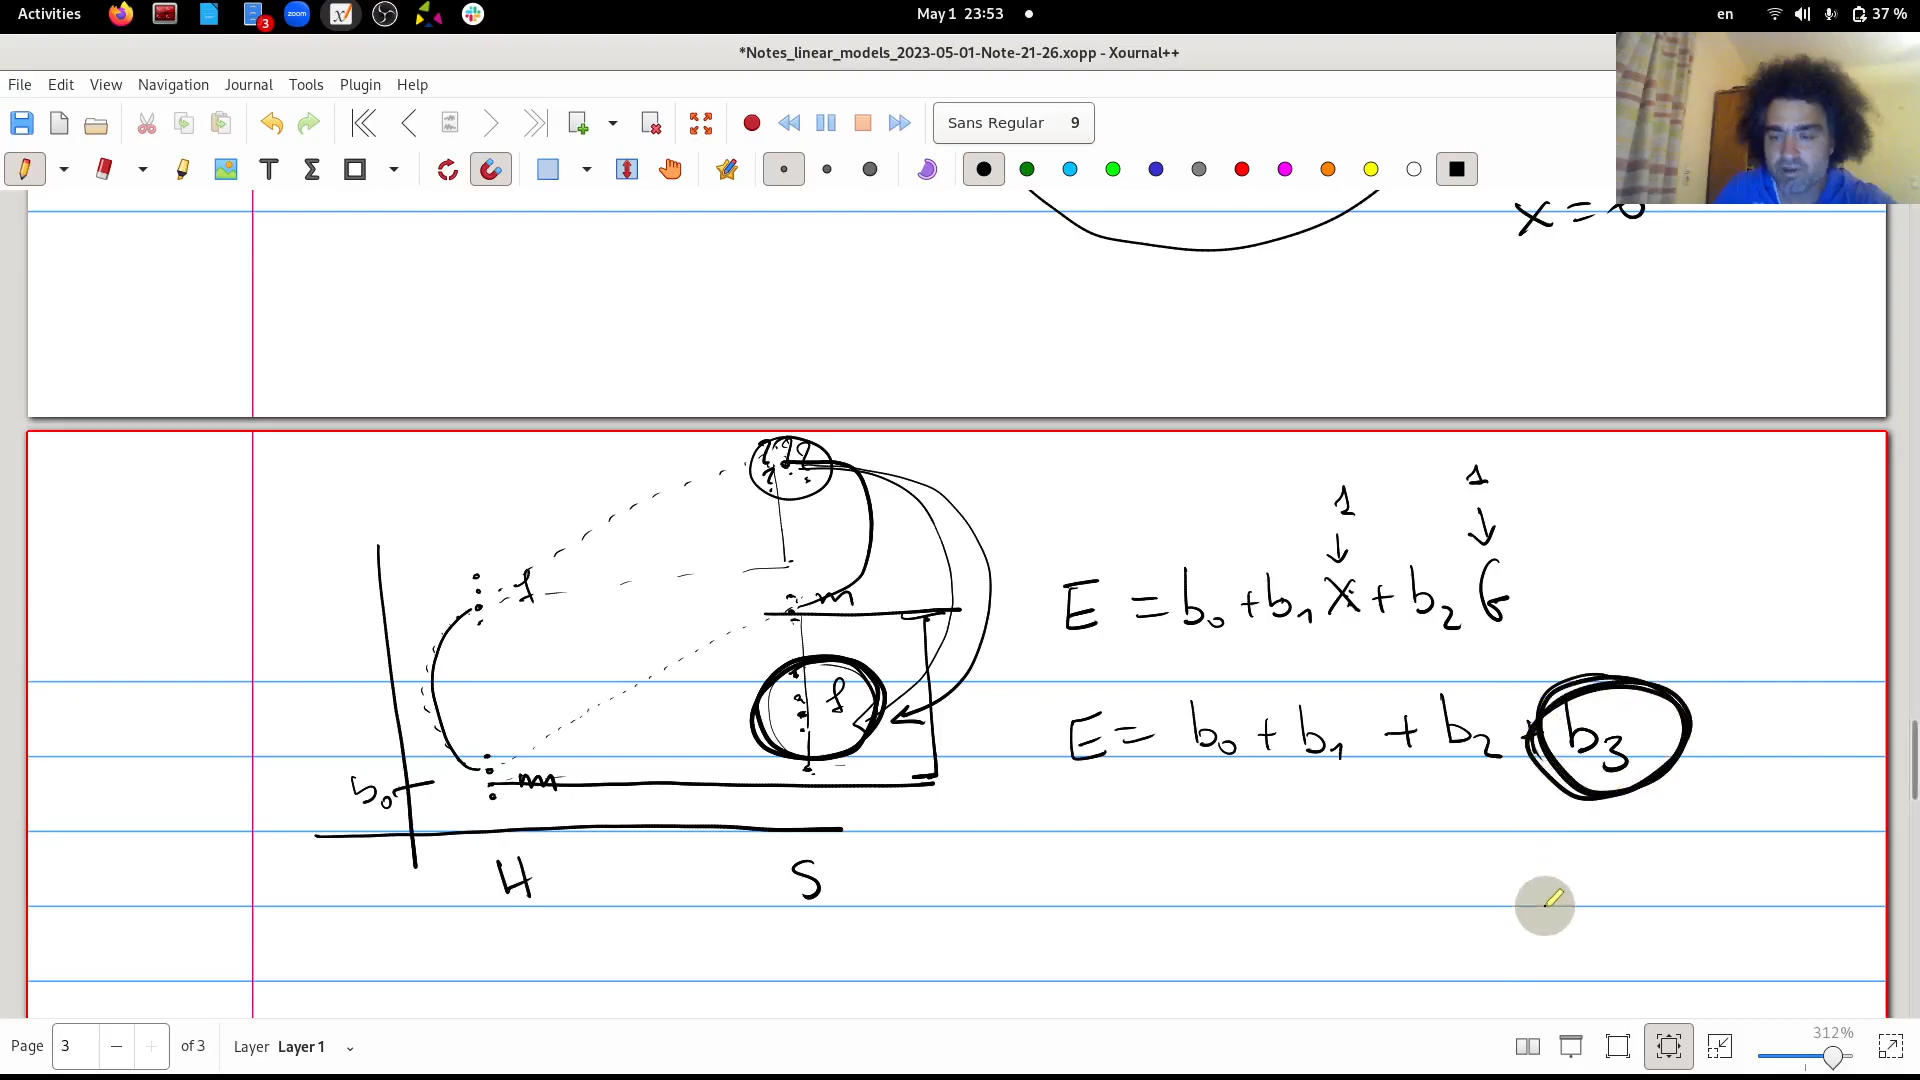 Activities
3
zoom
May 1 23:53
en
37 %
*Notes_linear_models_2023-05-01-Note-21-26.xopp - Xournal++
File Edit View Navigation Journal Tools Plugin Help
Sans Regular 9
x =
f
m
1 1
E = b0 + b1 X + b2 G
f
E = b0 + b1 + b2 + b3
b0
m
H S
Page 3 of 3 Layer Layer 1
312%